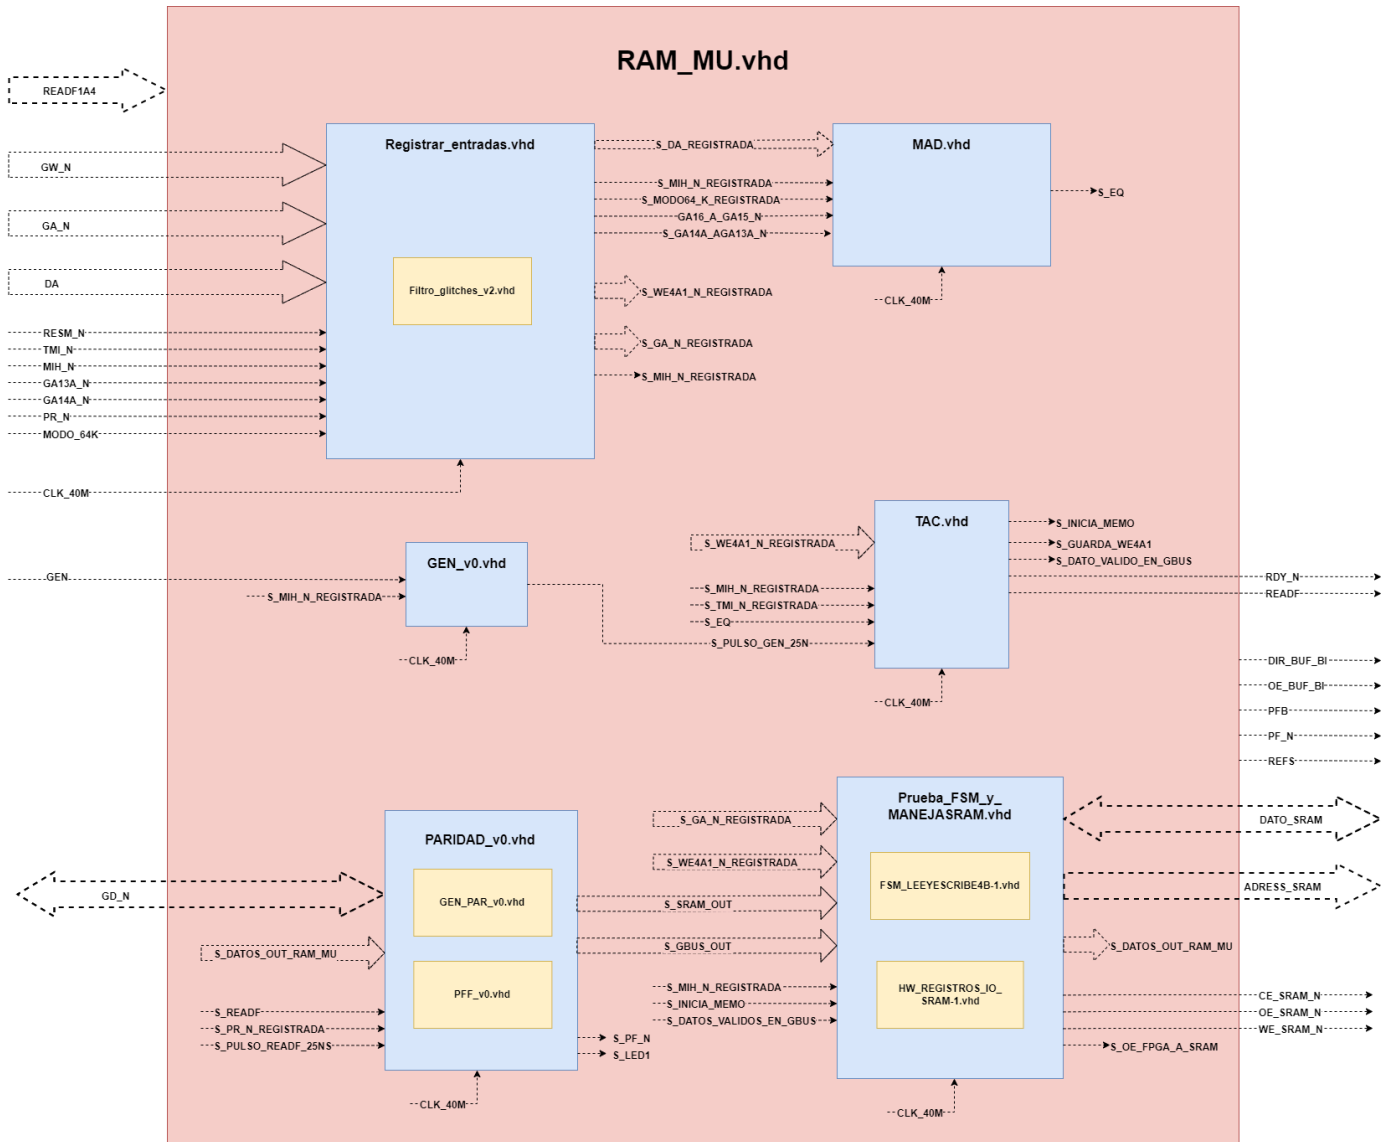 RAM_MU.vhd
READF1A4
GW_N
GA_N
DA
RESM_N
TMI_N
MIH_N
GA13A_N
GA14A_N
PR_N
MODO_64K
CLK_40M
Registrar_entradas.vhd
Filtro_glitches_v2.vhd
S_DA_REGISTRADA
S_MIH_N_REGISTRADA
S_MODO64_K_REGISTRADA
GA16_A_GA15_N
S_GA14A_AGA13A_N
S_WE4A1_N_REGISTRADA
S_GA_N_REGISTRADA
S_MIH_N_REGISTRADA
MAD.vhd
S_EQ
CLK_40M
GEN
S_MIH_N_REGISTRADA
GEN_v0.vhd
CLK_40M
S_WE4A1_N_REGISTRADA
S_MIH_N_REGISTRADA
S_TMI_N_REGISTRADA
S_EQ
S_PULSO_GEN_25N
TAC.vhd
CLK_40M
S_INICIA_MEMO
S_GUARDA_WE4A1
S_DATO_VALIDO_EN_GBUS
RDY_N
READF
DIR_BUF_BI
OE_BUF_BI
PFB
PF_N
REFS
GD_N
S_DATOS_OUT_RAM_MU
S_READF
S_PR_N_REGISTRADA
S_PULSO_READF_25NS
PARIDAD_v0.vhd
GEN_PAR_v0.vhd
PFF_v0.vhd
CLK_40M
S_PF_N
S_LED1
S_GA_N_REGISTRADA
S_WE4A1_N_REGISTRADA
S_SRAM_OUT
S_GBUS_OUT
S_MIH_N_REGISTRADA
S_INICIA_MEMO
S_DATOS_VALIDOS_EN_GBUS
Prueba_FSM_y_
MANEJASRAM.vhd
FSM_LEEYESCRIBE4B-1.vhd
HW_REGISTROS_IO_
SRAM-1.vhd
CLK_40M
DATO_SRAM
ADRESS_SRAM
S_DATOS_OUT_RAM_MU
CE_SRAM_N
OE_SRAM_N
WE_SRAM_N
S_OE_FPGA_A_SRAM